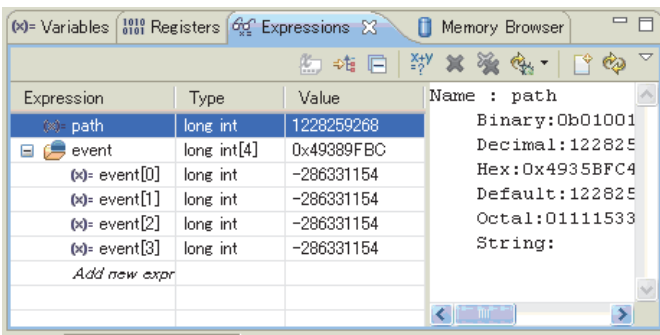 (x)= Variables 1010 0101 Registers Expressions Memory Browser
Expression Type Value
(x)= path long int 1228259268
event long int[4] 0x49389FBC
(x)= event[0] long int -286331154
(x)= event[1] long int -286331154
(x)= event[2] long int -286331154
(x)= event[3] long int -286331154
Add new expr
Name : path
Binary:0b01001
Decimal:122825
Hex:0x4935BFC4
Default:122825
Octal:01111533
String: